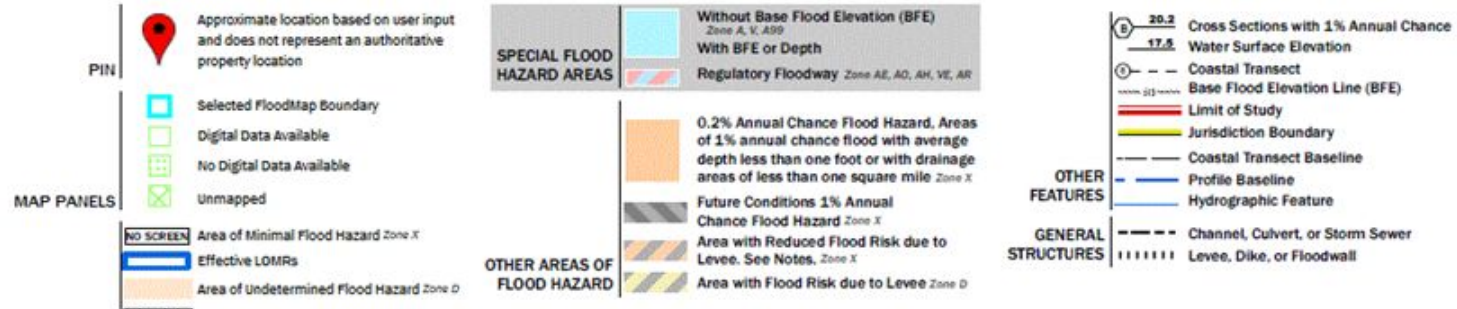 PIN
Approximate location based on user input
and does not represent an authoritative
property location
MAP PANELS
Selected FloodMap Boundary
Digital Data Available
No Digital Data Available
Unmapped
NO SCREEN Area of Minimal Flood Hazard Zone X
Effective LOMRs
Area of Undetermined Flood Hazard Zone D
SPECIAL FLOOD
HAZARD AREAS
Without Base Flood Elevation (BFE)
Zone A, V, A99
With BFE or Depth
Regulatory Floodway Zone AE, AO, AH, VE, AR
OTHER AREAS OF
FLOOD HAZARD
0.2% Annual Chance Flood Hazard, Areas
of 1% annual chance flood with average
depth less than one foot or with drainage
areas of less than one square mile Zone X
Future Conditions 1% Annual
Chance Flood Hazard Zone X
Area with Reduced Flood Risk due to
Levee. See Notes. Zone X
Area with Flood Risk due to Levee Zone D
OTHER
FEATURES
B 20.2 Cross Sections with 1% Annual Chance
17.5 Water Surface Elevation
Coastal Transect
Base Flood Elevation Line (BFE)
Limit of Study
Jurisdiction Boundary
Coastal Transect Baseline
Profile Baseline
Hydrographic Feature
GENERAL
STRUCTURES
Channel, Culvert, or Storm Sewer
Levee, Dike, or Floodwall